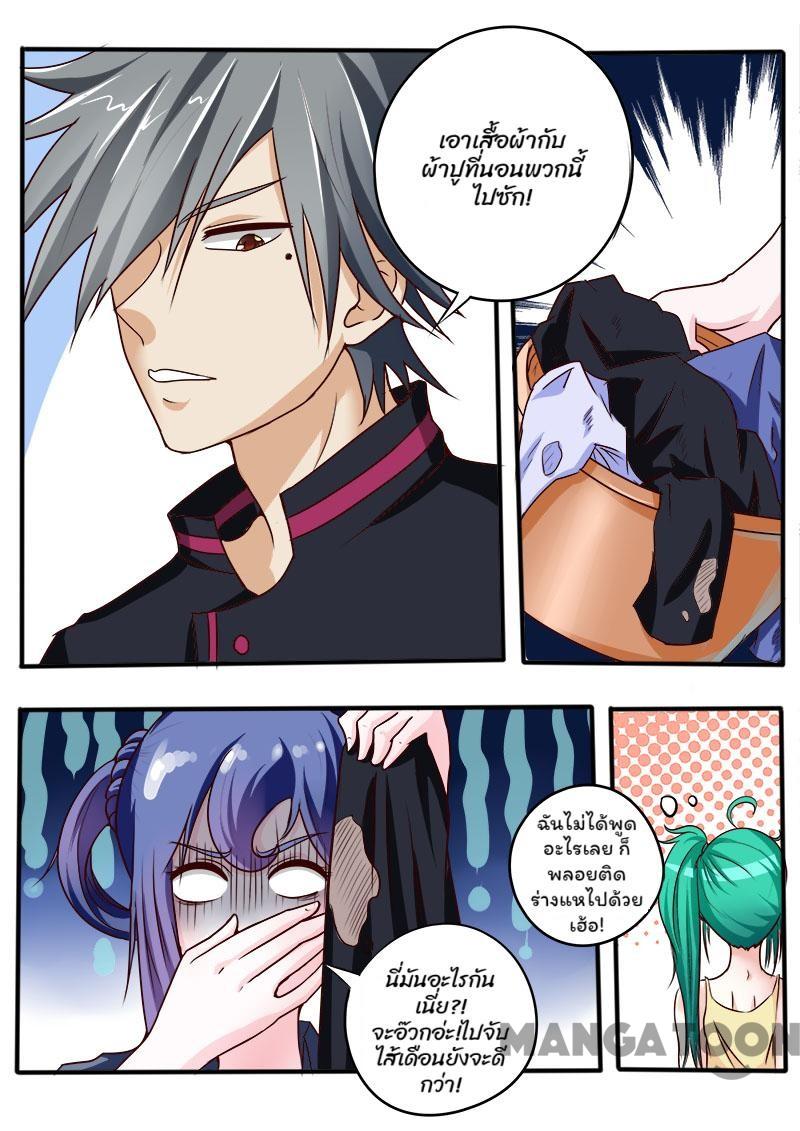 เอาเสื้อผ้ากับ
ผ้าปูที่นอนพวกนี้
ไปซัก!
ฉันไม่ได้พูด
อะไรเลย ก็
พลอยติด
ร่างแหไปด้วย
เฮ้อ!
นี่มันอะไรกัน
เนี่ย?!
จะอ๊วกอ่ะ!ไปจับ
ไส้เดือนยังจะดี
กว่า!
MANGA TOON